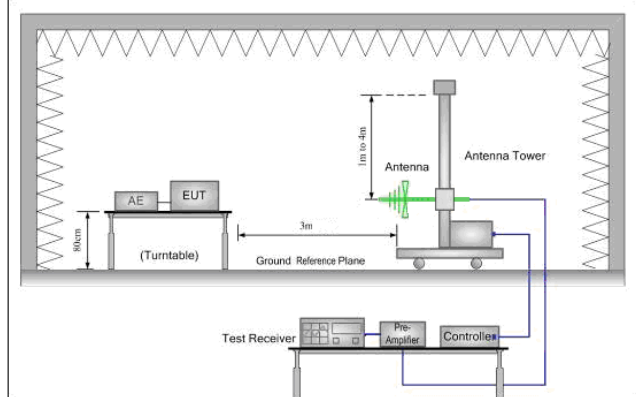 1m to 4m
Antenna
Antenna Tower
AE
EUT
80cm
(Turntable)
3m
Ground Reference Plane
Test Receiver
Pre-
Amplifier
Controller